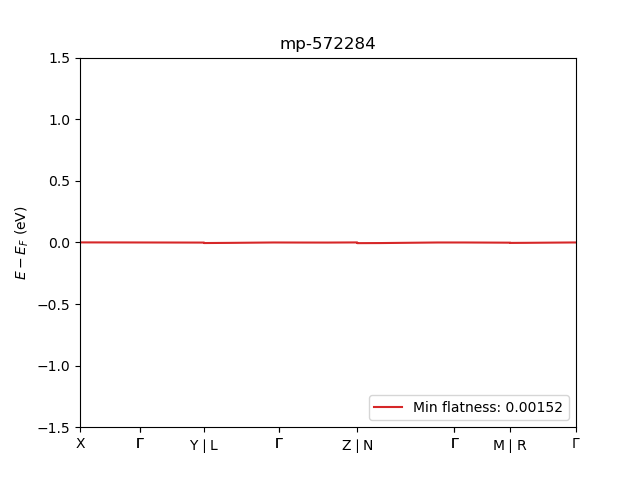 mp-572284
1.5
1.0
0.5
0.0
−0.5
−1.0
−1.5
E − E_F (eV)
Min flatness: 0.00152
X Γ Y | L Γ Z | N Γ M | R Γ